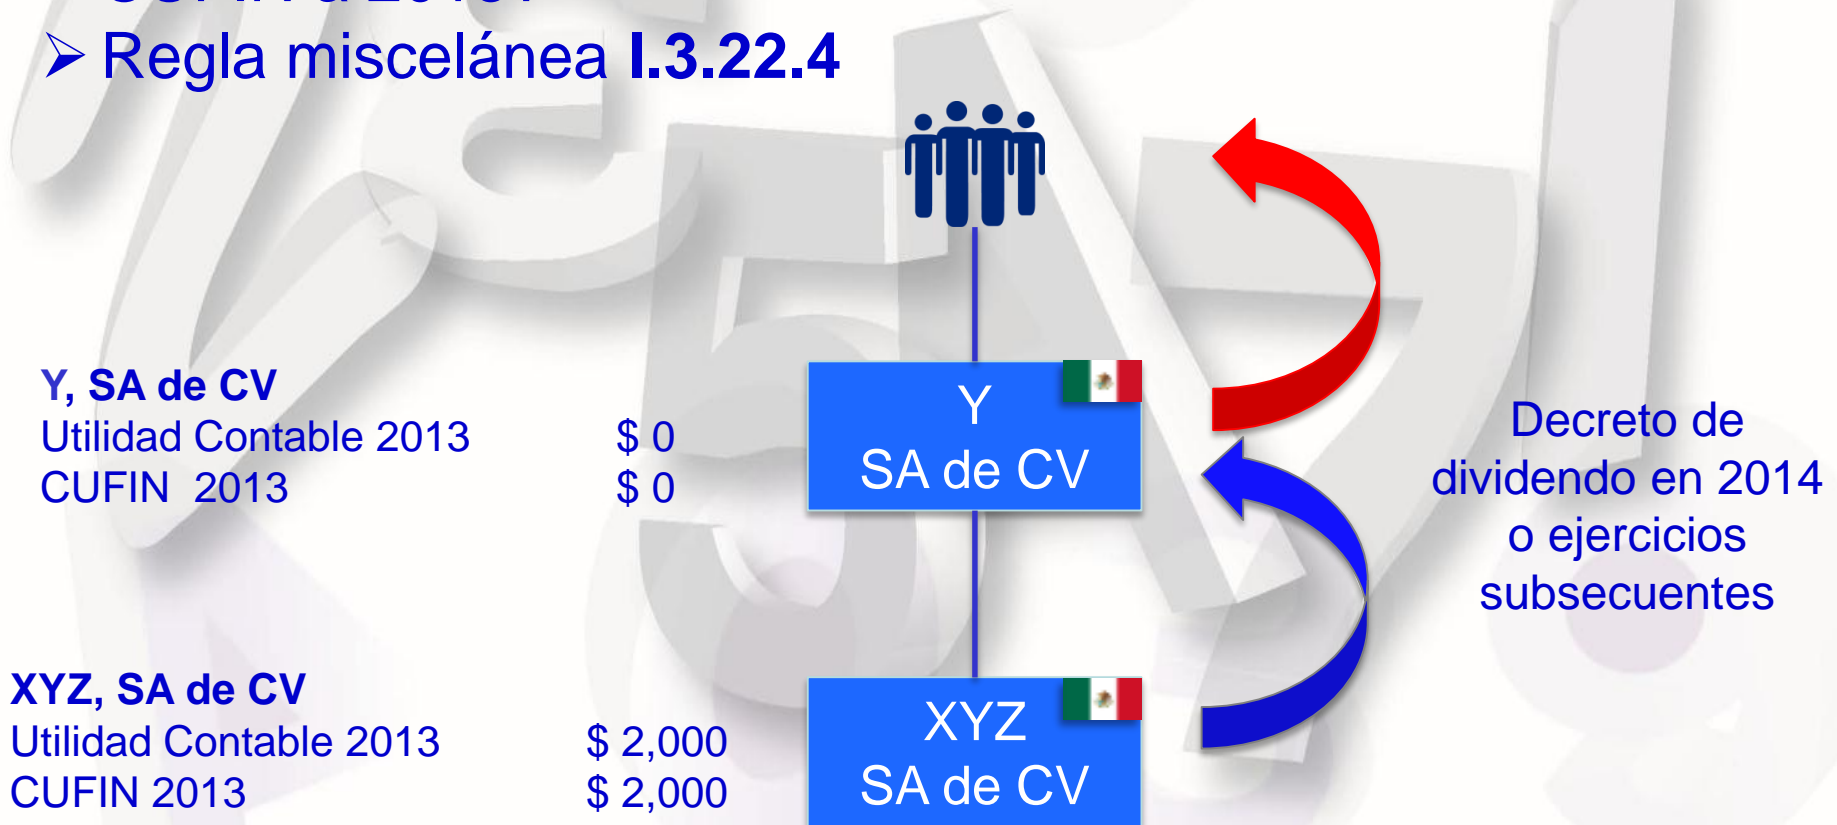 ➢ Regla miscelánea I.3.22.4
Y, SA de CV
Utilidad Contable 2013 $ 0
CUFIN 2013 $ 0
Y
SA de CV
Decreto de
dividendo en 2014
o ejercicios
subsecuentes
XYZ, SA de CV
Utilidad Contable 2013 $ 2,000
CUFIN 2013 $ 2,000
XYZ
SA de CV